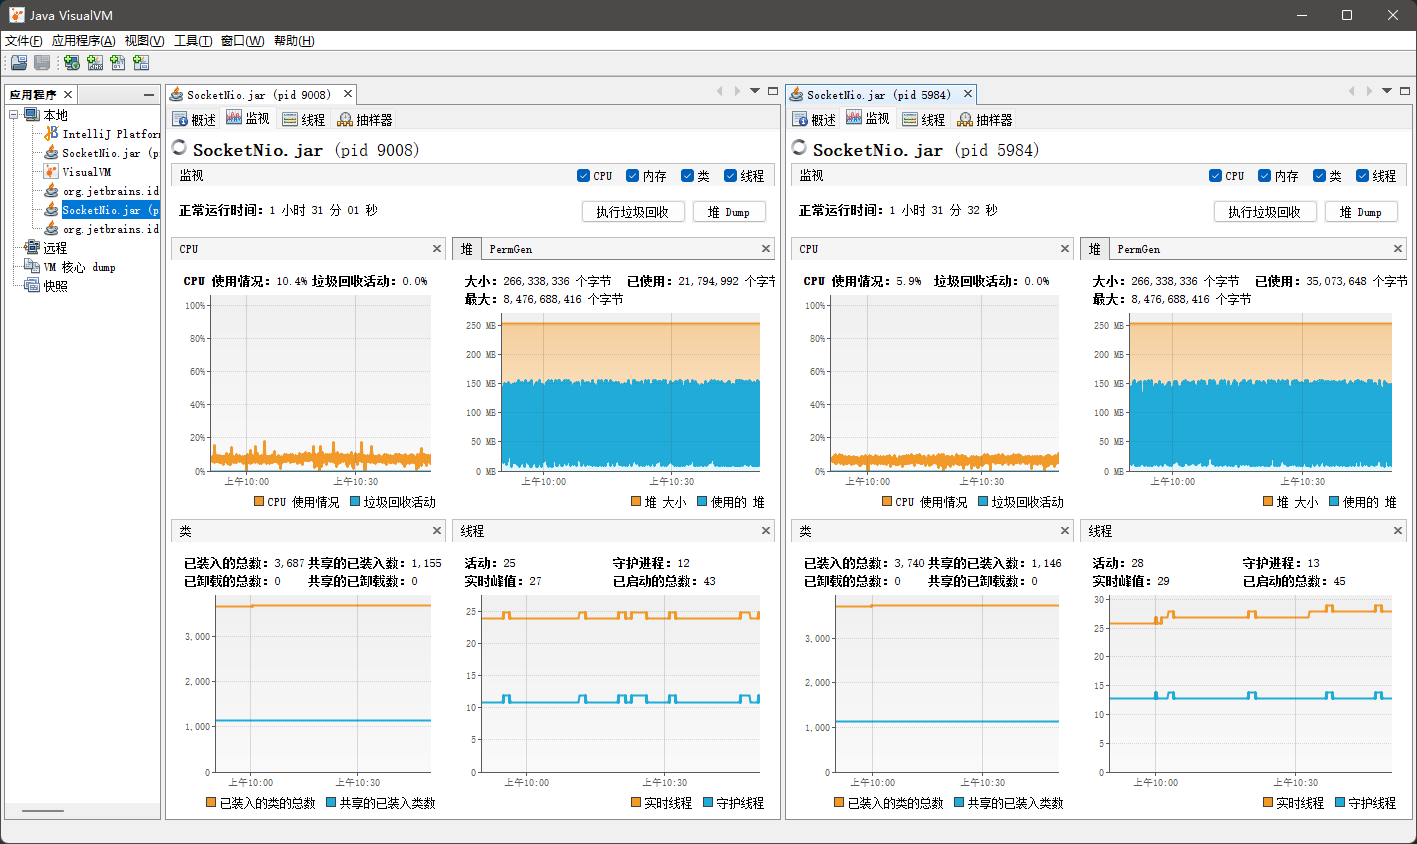 Java VisualVM
文件(F) 应用程序(A) 视图(V) 工具(T) 窗口(W) 帮助(H)
应用程序
本地
IntelliJ Platfor
SocketNio.jar (p
VisualVM
org.jetbrains.id
SocketNio.jar (p
org.jetbrains.id
远程
VM 核心 dump
快照
SocketNio.jar (pid 9008)
概述 监视 线程 抽样器
SocketNio.jar (pid 9008)
监视 CPU 内存 类 线程
正常运行时间：1 小时 31 分 01 秒
执行垃圾回收 堆 Dump
CPU
CPU 使用情况：10.4% 垃圾回收活动：0.0%
100%
80%
60%
40%
20%
0%
上午10:00 上午10:30
CPU 使用情况 垃圾回收活动
堆 PermGen
大小：266,338,336 个字节 已使用：21,794,992 个字节
最大：8,476,688,416 个字节
250 MB
200 MB
150 MB
100 MB
50 MB
0 MB
上午10:00 上午10:30
堆 大小 使用的 堆
类
已装入的总数：3,687 共享的已装入数：1,155
已卸载的总数：0 共享的已卸载数：0
3,000
2,000
1,000
0
上午10:00 上午10:30
已装入的类的总数 共享的已装入类数
线程
活动：25 守护进程：12
实时峰值：27 已启动的总数：43
25
20
15
10
5
0
上午10:00 上午10:30
实时线程 守护线程
SocketNio.jar (pid 5984)
概述 监视 线程 抽样器
SocketNio.jar (pid 5984)
监视 CPU 内存 类 线程
正常运行时间：1 小时 31 分 32 秒
执行垃圾回收 堆 Dump
CPU
CPU 使用情况：5.9% 垃圾回收活动：0.0%
100%
80%
60%
40%
20%
0%
上午10:00 上午10:30
CPU 使用情况 垃圾回收活动
堆 PermGen
大小：266,338,336 个字节 已使用：35,073,648 个字节
最大：8,476,688,416 个字节
250 MB
200 MB
150 MB
100 MB
50 MB
0 MB
上午10:00 上午10:30
堆 大小 使用的 堆
类
已装入的总数：3,740 共享的已装入数：1,146
已卸载的总数：0 共享的已卸载数：0
3,000
2,000
1,000
0
上午10:00 上午10:30
已装入的类的总数 共享的已装入类数
线程
活动：28 守护进程：13
实时峰值：29 已启动的总数：45
30
25
20
15
10
5
0
上午10:00 上午10:30
实时线程 守护线程